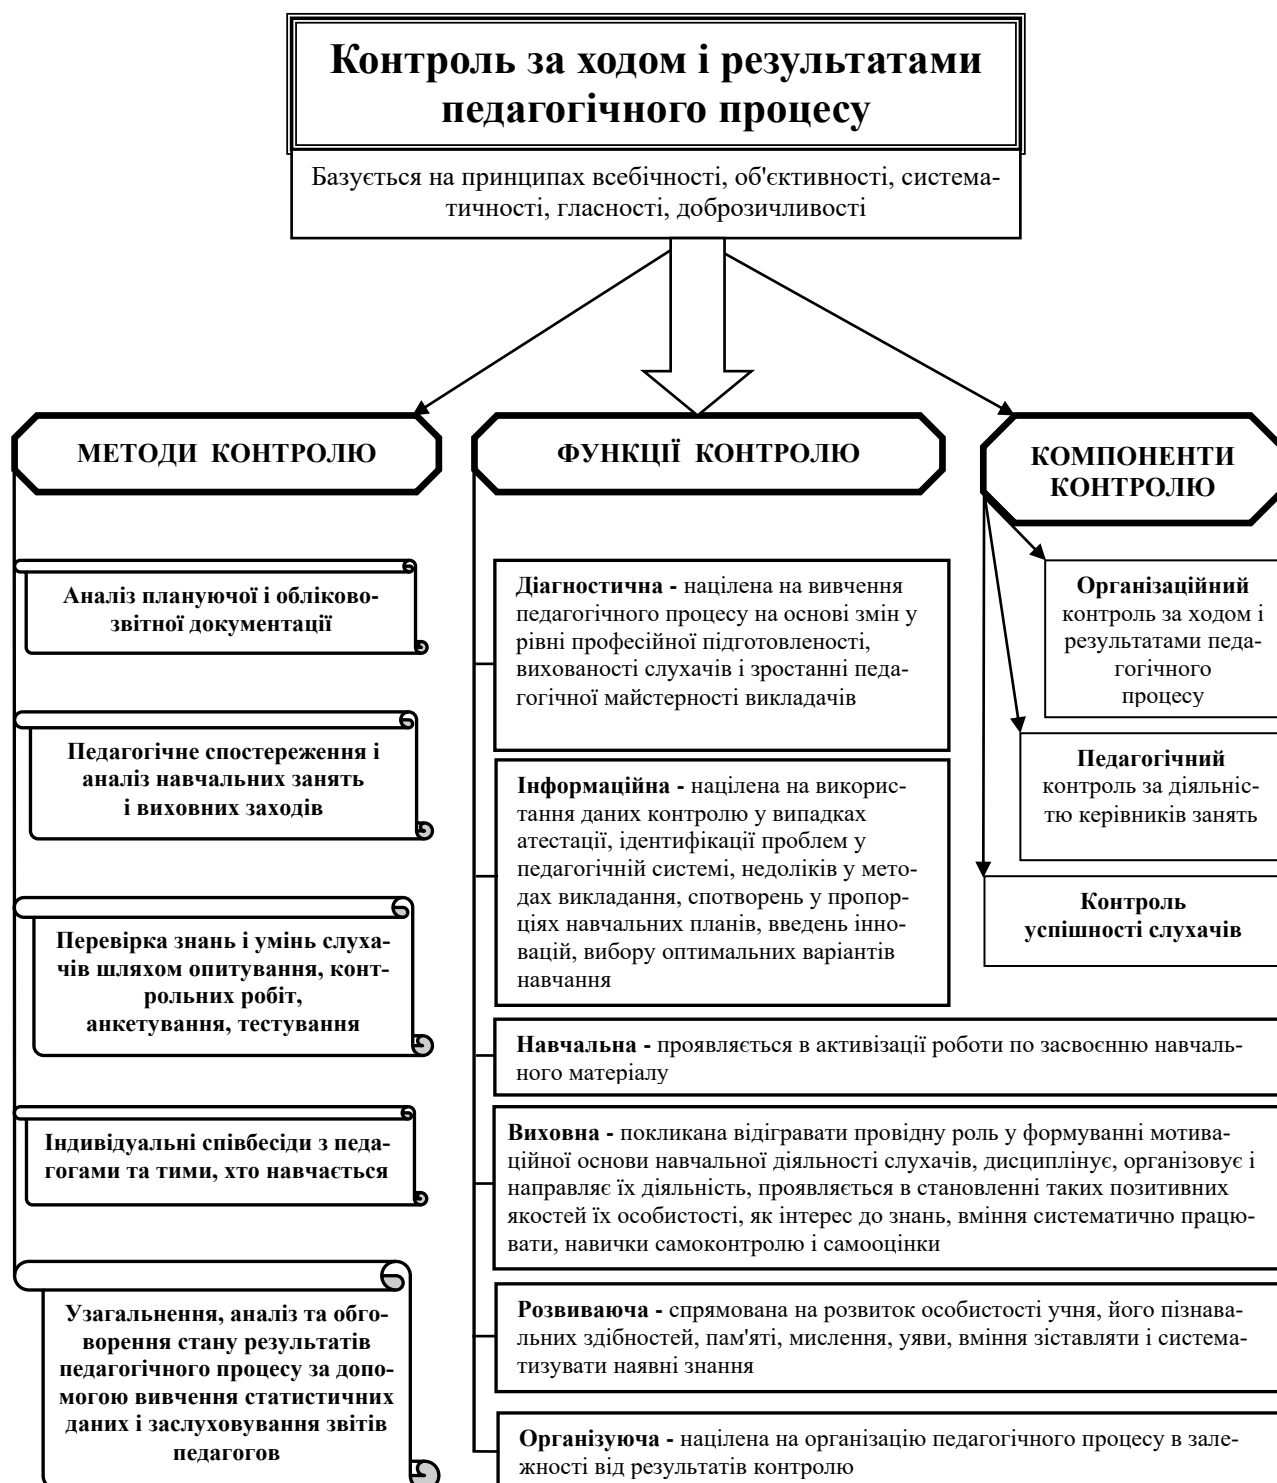 Контроль за ходом і результатами
педагогічного процесу
Базується на принципах всебічності, об'єктивності, система-
тичності, гласності, доброзичливості
МЕТОДИ КОНТРОЛЮ
Аналіз плануючої і обліково-
звітної документації
Педагогічне спостереження і
аналіз навчальних занять
і виховних заходів
Перевірка знань і умінь слуха-
чів шляхом опитування, конт-
рольних робіт,
анкетування, тестування
Індивідуальні співбесіди з педа-
гогами та тими, хто навчається
Узагальнення, аналіз та обго-
ворення стану результатів
педагогічного процесу за допо-
могою вивчення статистичних
даних і заслуховування звітів
педагогов
ФУНКЦІЇ КОНТРОЛЮ
Діагностична - націлена на вивчення
педагогічного процесу на основі змін у
рівні професійної підготовленості,
вихованості слухачів і зростанні педа-
гогічної майстерності викладачів
Інформаційна - націлена на викорис-
тання даних контролю у випадках
атестації, ідентифікації проблем у
педагогічній системі, недоліків у мето-
дах викладання, спотворень у пропор-
ціях навчальних планів, введень інно-
вацій, вибору оптимальних варіантів
навчання
Навчальна - проявляється в активізації роботи по засвоєнню навчаль-
ного матеріалу
Виховна - покликана відігравати провідну роль у формуванні мотива-
ційної основи навчальної діяльності слухачів, дисциплінує, організовує і
направляє їх діяльність, проявляється в становленні таких позитивних
якостей їх особистості, як інтерес до знань, вміння систематично працю-
вати, навички самоконтролю і самооцінки
Розвиваюча - спрямована на розвиток особистості учня, його пізнава-
льних здібностей, пам'яті, мислення, уяви, вміння зіставляти і система-
тизувати наявні знання
Організуюча - націлена на організацію педагогічного процесу в зале-
жності від результатів контролю
КОМПОНЕНТИ
КОНТРОЛЮ
Організаційний
контроль за ходом і
результатами педа-
гогічного
процесу
Педагогічний
контроль за діяльніс-
тю керівників занять
Контроль
успішності слухачів